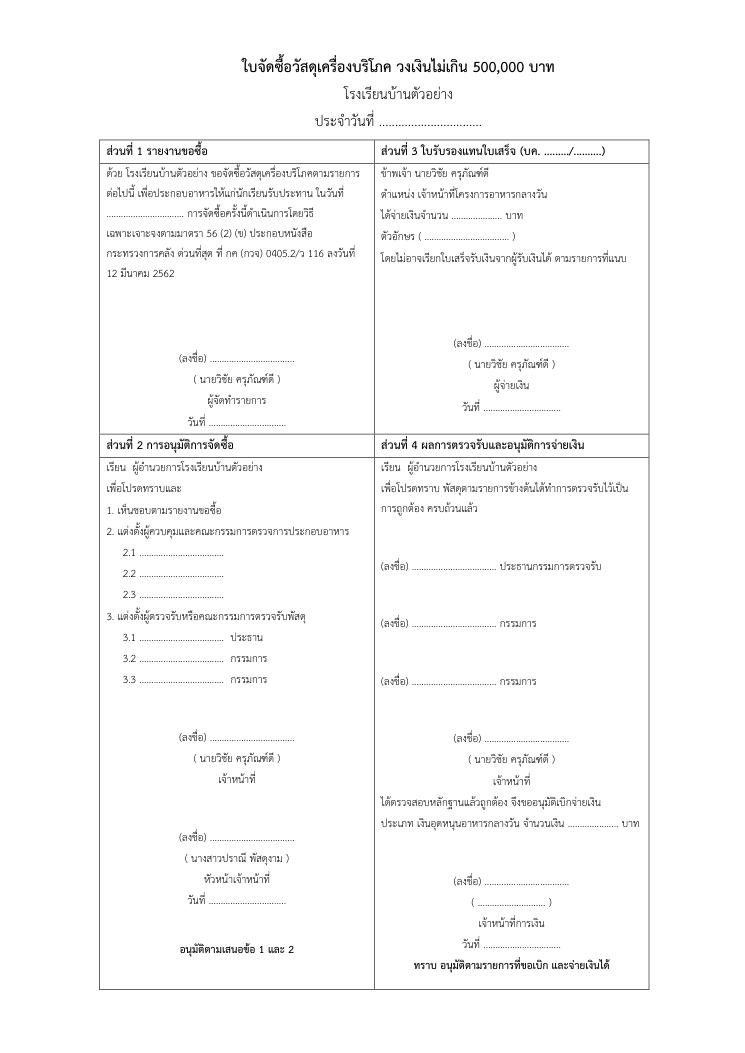 ใบจัดซื้อวัสดุเครื่องบริโภค วงเงินไม่เกิน 500,000 บาท
โรงเรียนบ้านตัวอย่าง
ประจำวันที่ ..............................
ส่วนที่ 1 รายงานขอซื้อ
ด้วย โรงเรียนบ้านตัวอย่าง ขอจัดซื้อวัสดุเครื่องบริโภคตามรายการ
ต่อไปนี้ เพื่อประกอบอาหารให้แก่นักเรียนรับประทาน ในวันที่
................................ การจัดซื้อครั้งนี้ดำเนินการโดยวิธี
เฉพาะเจาะจงตามมาตรา 56 (2) (ข) ประกอบหนังสือ
กระทรวงการคลัง ด่วนที่สุด ที่ กค (กวจ) 0405.2/ว 116 ลงวันที่
12 มีนาคม 2562
(ลงชื่อ) ...................................
( นายวิชัย ครุภัณฑ์ดี )
ผู้จัดทำรายการ
วันที่ ................................
ส่วนที่ 3 ใบรับรองแทนใบเสร็จ (บค. ........./..........)
ข้าพเจ้า นายวิชัย ครุภัณฑ์ดี
ตำแหน่ง เจ้าหน้าที่โครงการอาหารกลางวัน
ได้จ่ายเงินจำนวน ..................... บาท
ตัวอักษร ( ................................... )
โดยไม่อาจเรียกใบเสร็จรับเงินจากผู้รับเงินได้ ตามรายการที่แนบ
(ลงชื่อ) ...................................
( นายวิชัย ครุภัณฑ์ดี )
ผู้จ่ายเงิน
วันที่ ................................
ส่วนที่ 2 การอนุมัติการจัดซื้อ
เรียน ผู้อำนวยการโรงเรียนบ้านตัวอย่าง
เพื่อโปรดทราบและ
1. เห็นชอบตามรายงานขอซื้อ
2. แต่งตั้งผู้ควบคุมและคณะกรรมการตรวจการประกอบอาหาร
2.1 ...................................
2.2 ...................................
2.3 ...................................
3. แต่งตั้งผู้ตรวจรับหรือคณะกรรมการตรวจรับพัสดุ
3.1 ................................... ประธาน
3.2 ................................... กรรมการ
3.3 ................................... กรรมการ
(ลงชื่อ) ...................................
( นายวิชัย ครุภัณฑ์ดี )
เจ้าหน้าที่
(ลงชื่อ) ...................................
( นางสาวปราณี พัสดุงาม )
หัวหน้าเจ้าหน้าที่
วันที่ ................................
อนุมัติตามเสนอข้อ 1 และ 2
ส่วนที่ 4 ผลการตรวจรับและอนุมัติการจ่ายเงิน
เรียน ผู้อำนวยการโรงเรียนบ้านตัวอย่าง
เพื่อโปรดทราบ พัสดุตามรายการข้างต้นได้ทำการตรวจรับไว้เป็น
การถูกต้อง ครบถ้วนแล้ว
(ลงชื่อ) ................................... ประธานกรรมการตรวจรับ
(ลงชื่อ) ................................... กรรมการ
(ลงชื่อ) ................................... กรรมการ
(ลงชื่อ) ...................................
( นายวิชัย ครุภัณฑ์ดี )
เจ้าหน้าที่
ได้ตรวจสอบหลักฐานแล้วถูกต้อง จึงขออนุมัติเบิกจ่ายเงิน
ประเภท เงินอุดหนุนอาหารกลางวัน จำนวนเงิน ..................... บาท
(ลงชื่อ) ...................................
( ............................ )
เจ้าหน้าที่การเงิน
วันที่ ................................
ทราบ อนุมัติตามรายการที่ขอเบิก และจ่ายเงินได้